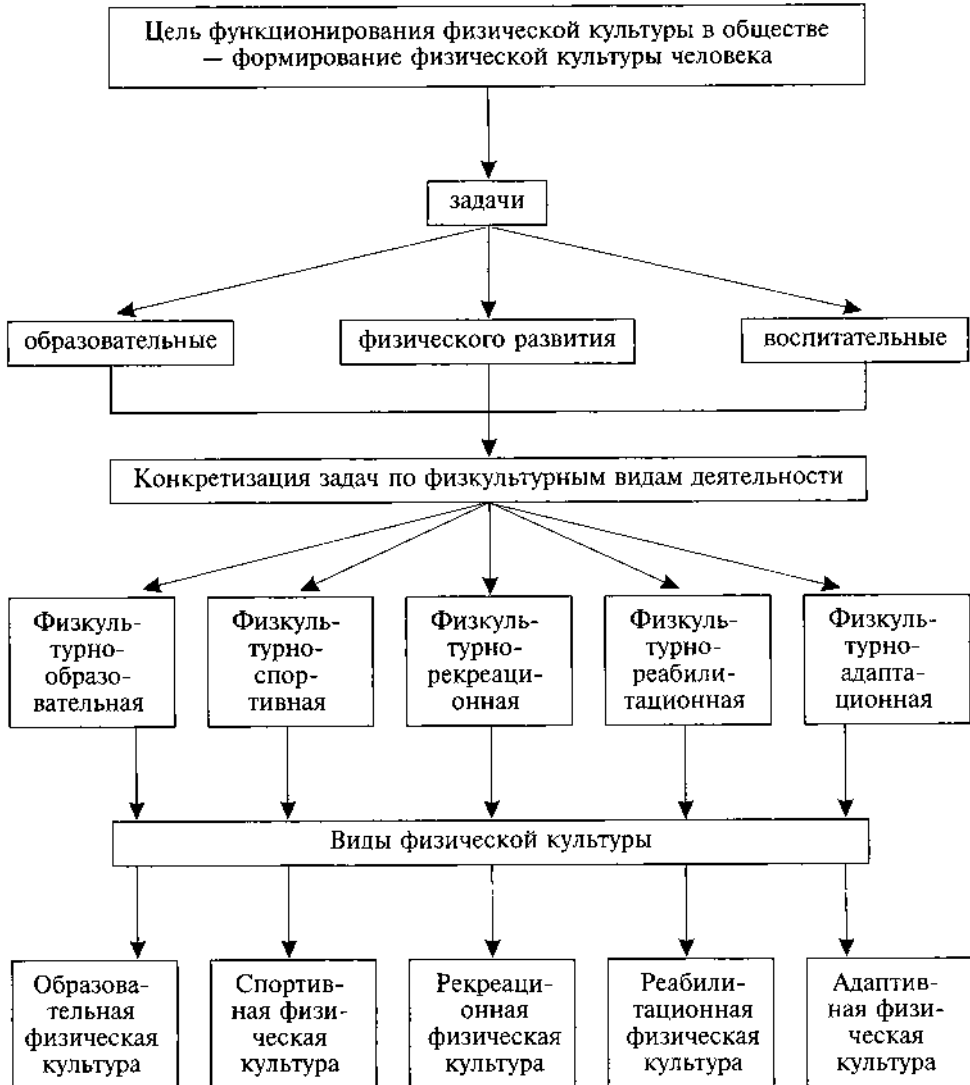 Цель функционирования физической культуры в обществе
— формирование физической культуры человека
задачи
образовательные
физического развития
воспитательные
Конкретизация задач по физкультурным видам деятельности
Физкуль-
турно-
образо-
вательная
Физкуль-
турно-
спор-
тивная
Физкуль-
турно-
рекреаци-
онная
Физкуль-
турно-
реабили-
тационная
Физкуль-
турно-
адапта-
ционная
Виды физической культуры
Образова-
тельная
физическая
культура
Спортив-
ная физи-
ческая
культура
Рекреаци-
онная
физическая
культура
Реабили-
тационная
физическая
культура
Адаптив-
ная физи-
ческая
культура